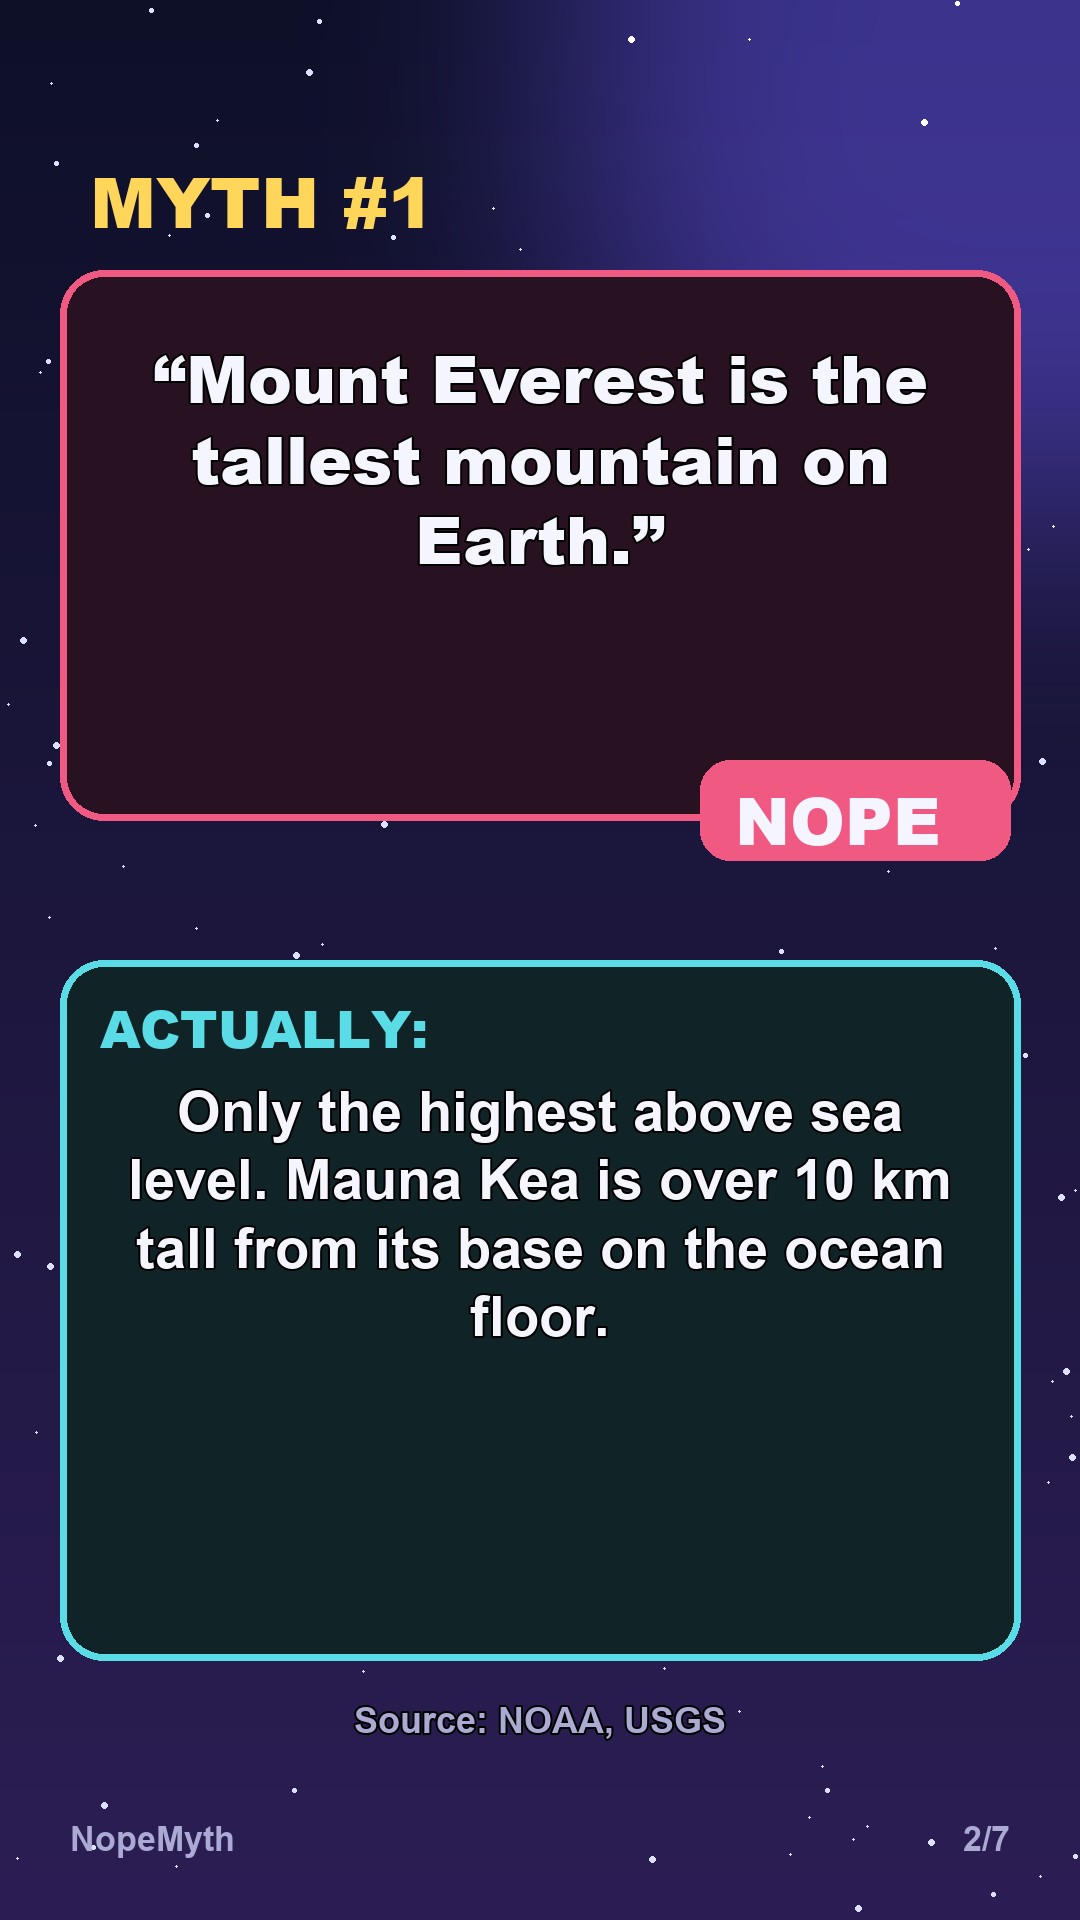 MYTH #1
“Mount Everest is the
tallest mountain on
Earth.”
NOPE
ACTUALLY:
Only the highest above sea
level. Mauna Kea is over 10 km
tall from its base on the ocean
floor.
Source: NOAA, USGS
NopeMyth
2/7